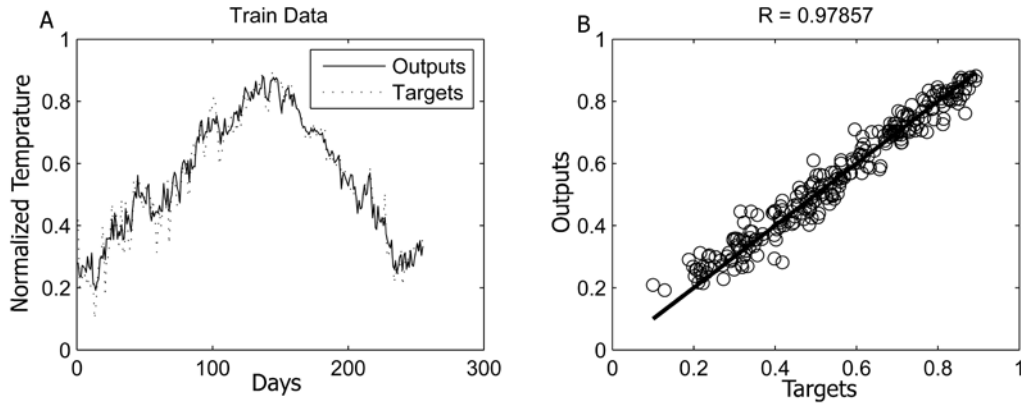 A
Train Data
1
0.8
0.6
0.4
0.2
0
Normalized Temprature
Outputs
Targets
0
100
200
300
Days
B
R = 0.97857
1
0.8
0.6
0.4
0.2
0
Outputs
0
0.2
0.4
0.6
0.8
1
Targets